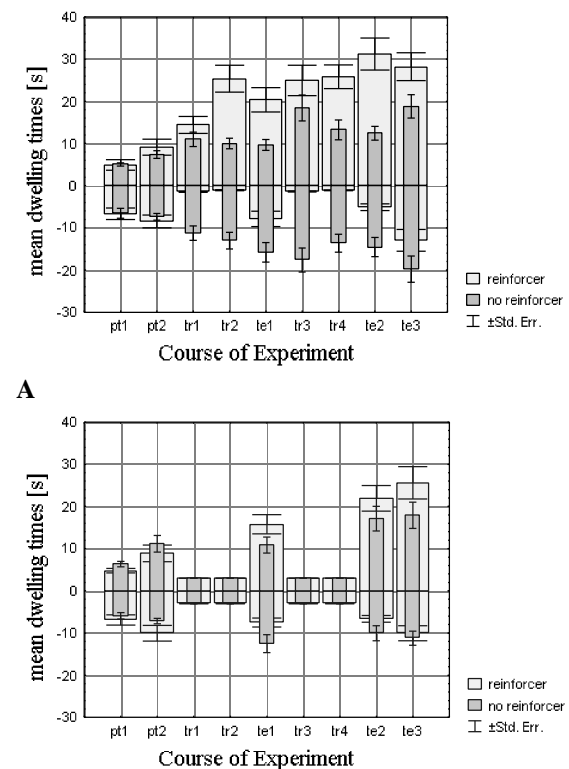 40
30
20
10
0
-10
-20
-30
mean dwelling times [s]
pt1 pt2 tr1 tr2 te1 tr3 tr4 te2 te3
Course of Experiment
reinforcer
no reinforcer
±Std. Err.
A
40
30
20
10
0
-10
-20
-30
mean dwelling times [s]
pt1 pt2 tr1 tr2 te1 tr3 tr4 te2 te3
Course of Experiment
reinforcer
no reinforcer
±Std. Err.